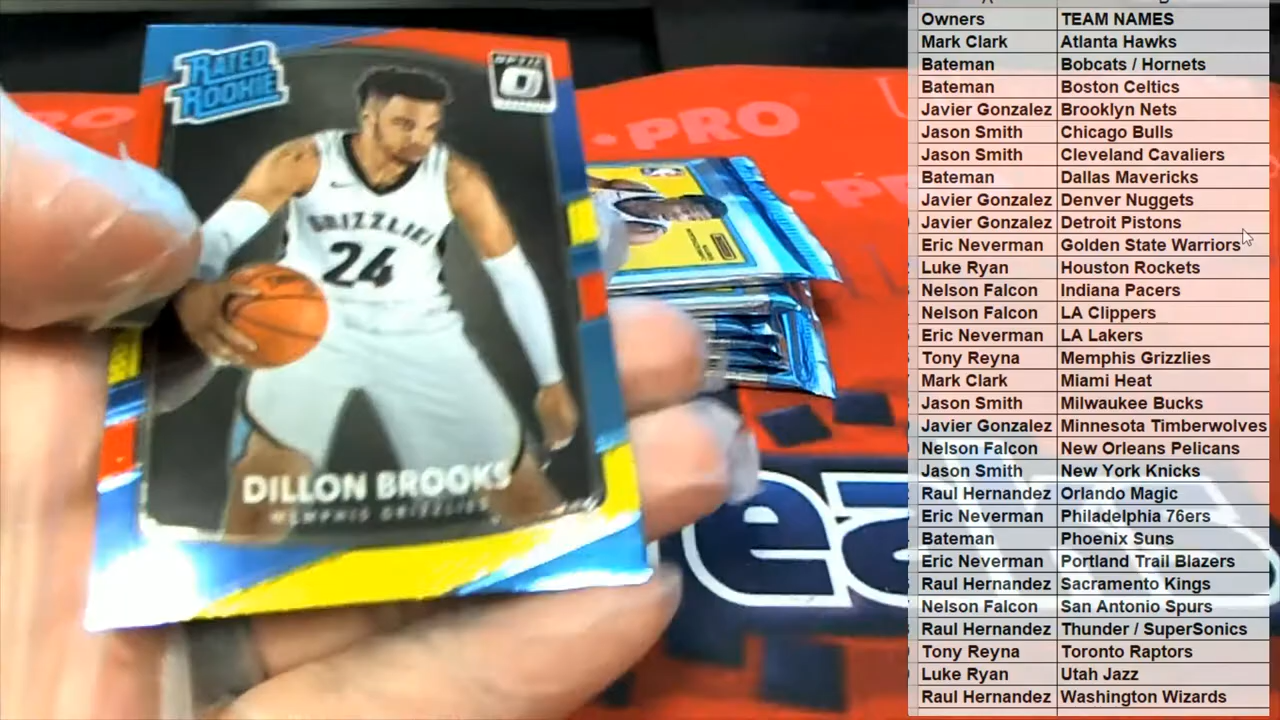 RATED
ROOKIE
OPTIC
GRIZZLIES
24
DILLON BROOKS
MEMPHIS GRIZZLIES
PRO
Owners TEAM NAMES
Mark Clark Atlanta Hawks
Bateman Bobcats / Hornets
Bateman Boston Celtics
Javier Gonzalez Brooklyn Nets
Jason Smith Chicago Bulls
Jason Smith Cleveland Cavaliers
Bateman Dallas Mavericks
Javier Gonzalez Denver Nuggets
Javier Gonzalez Detroit Pistons
Eric Neverman Golden State Warriors
Luke Ryan Houston Rockets
Nelson Falcon Indiana Pacers
Nelson Falcon LA Clippers
Eric Neverman LA Lakers
Tony Reyna Memphis Grizzlies
Mark Clark Miami Heat
Jason Smith Milwaukee Bucks
Javier Gonzalez Minnesota Timberwolves
Nelson Falcon New Orleans Pelicans
Jason Smith New York Knicks
Raul Hernandez Orlando Magic
Eric Neverman Philadelphia 76ers
Bateman Phoenix Suns
Eric Neverman Portland Trail Blazers
Raul Hernandez Sacramento Kings
Nelson Falcon San Antonio Spurs
Raul Hernandez Thunder / SuperSonics
Tony Reyna Toronto Raptors
Luke Ryan Utah Jazz
Raul Hernandez Washington Wizards